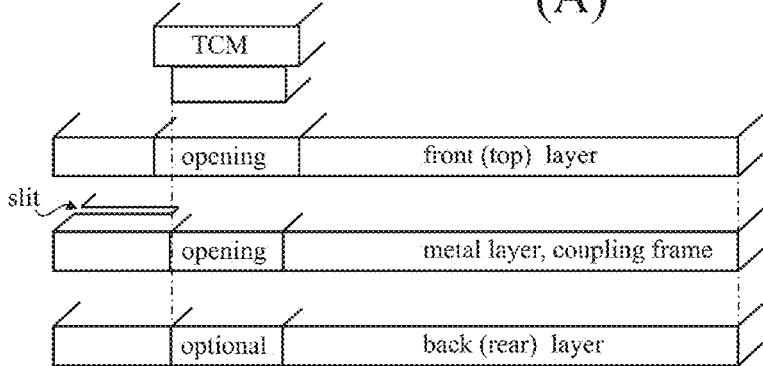 (A)
TCM
opening front (top) layer
slit
opening metal layer, coupling frame
optional back (rear) layer